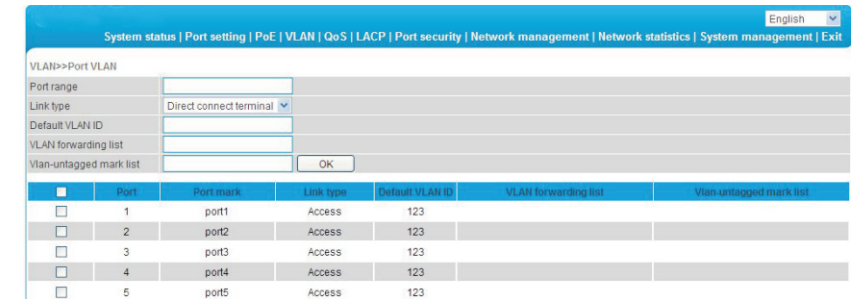 English
System status | Port setting | PoE | VLAN | QoS | LACP | Port security | Network management | Network statistics | System management | Exit
VLAN>>Port VLAN
Port range
Link type Direct connect terminal
Default VLAN ID
VLAN forwarding list
Vlan-untagged mark list OK
Port Port mark Link type Default VLAN ID VLAN forwarding list Vlan-untagged mark list
1 port1 Access 123
2 port2 Access 123
3 port3 Access 123
4 port4 Access 123
5 port5 Access 123